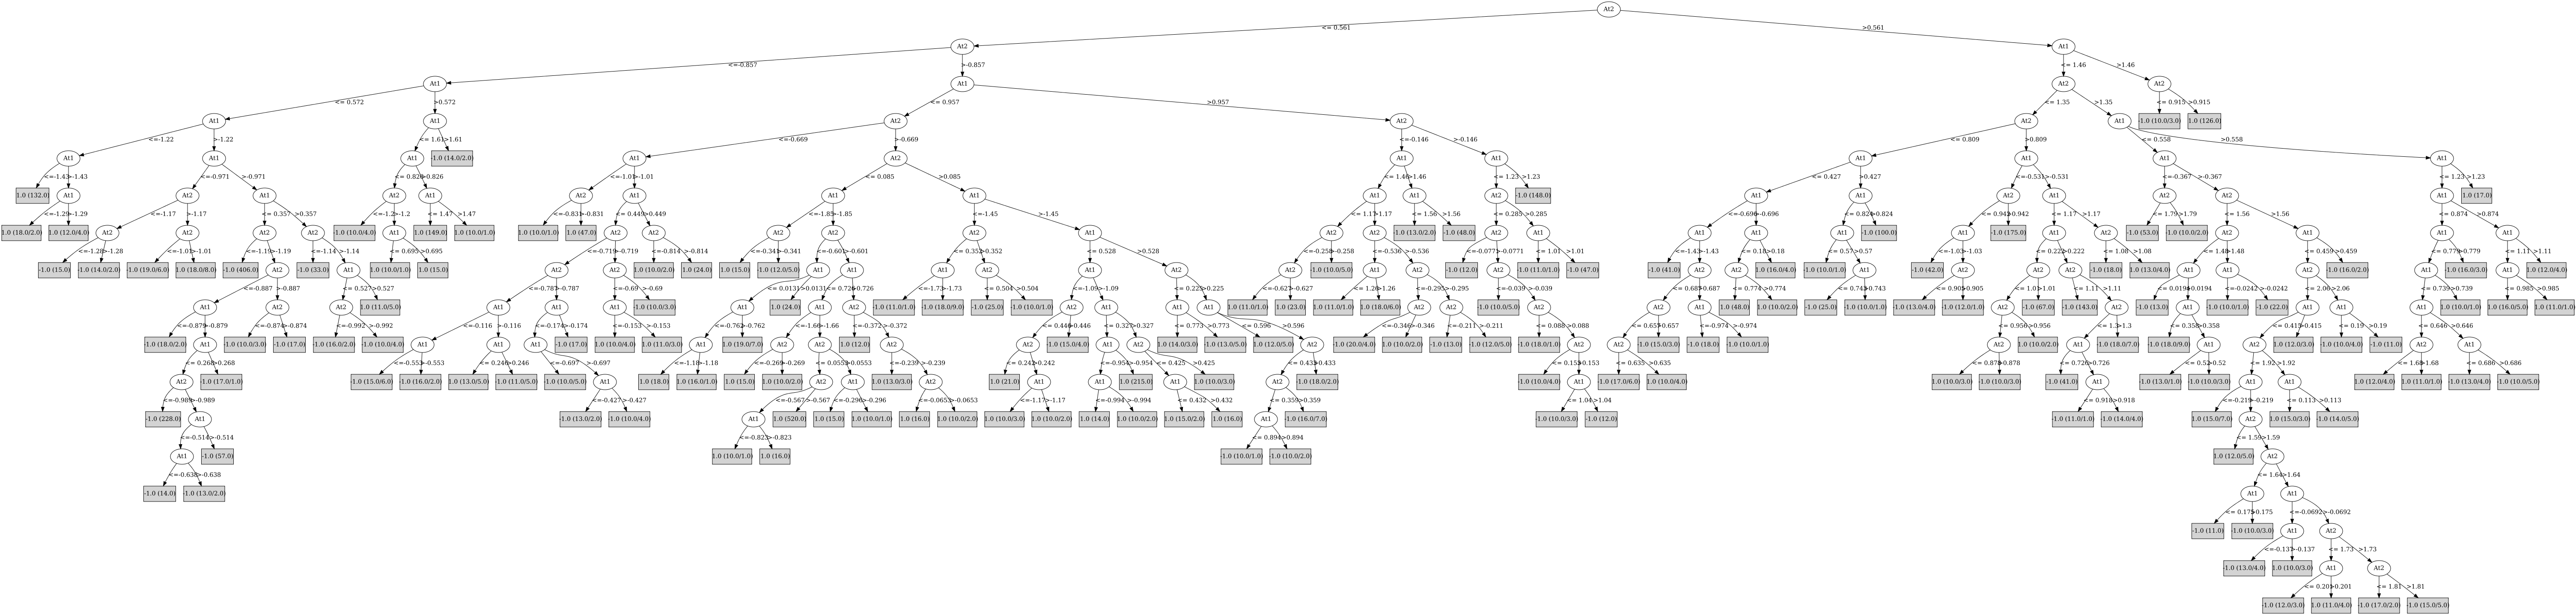 At2
<= 0.561 >0.561
At2 At1
<=-0.857 >-0.857 <= 1.46 >1.46
At1 At1 At2 At2
<= 0.572 >0.572 <= 0.957 >0.957 <= 1.35 >1.35 <= 0.915 >0.915
At1 At1 At2 At2 At2 At1 -1.0 (10.0/3.0) 1.0 (126.0)
<=-1.22 >-1.22 <= 1.61 >1.61 <=-0.669 >-0.669 <=-0.146 >-0.146 <= 0.809 >0.809 <= 0.558 >0.558
At1 At1 At1 -1.0 (14.0/2.0) At1 At2 At1 At1 At1 At1 At1 At1
<=-1.43 >-1.43 <=-0.971 >-0.971 <= 0.826 >0.826 <=-1.01 >-1.01 <= 0.085 >0.085 <= 1.46 >1.46 <= 1.23 >1.23 <= 0.427 >0.427 <=-0.531 >-0.531 <=-0.367 >-0.367 <= 1.23 >1.23
1.0 (132.0) At1 At2 At1 At2 At1 At2 At1 At1 At1 At1 At1 At2 -1.0 (148.0) At1 At1 At2 At1 At2 At2 At1 1.0 (17.0)
<=-1.29 >-1.29 <=-1.17 >-1.17 <= 0.357 >0.357 <=-1.2 >-1.2 <= 1.47 >1.47 <=-0.831 >-0.831 <= 0.449 >0.449 <=-1.85 >-1.85 <=-1.45 >-1.45 <= 1.17 >1.17 <= 1.56 >1.56 <= 0.285 >0.285 <=-0.696 >-0.696 <= 0.824 >0.824 <= 0.942 >0.942 <= 1.17 >1.17 <= 1.79 >1.79 <= 1.56 >1.56 <= 0.874 >0.874
1.0 (18.0/2.0) 1.0 (12.0/4.0) At2 At2 At2 At2 -1.0 (10.0/4.0) At1 1.0 (149.0) 1.0 (10.0/1.0) -1.0 (10.0/1.0) 1.0 (47.0) At2 At2 At2 At2 At2 At1 At2 At2 -1.0 (13.0/2.0) -1.0 (48.0) At2 At1 At1 At1 At1 -1.0 (100.0) At1 -1.0 (175.0) At1 At2 -1.0 (53.0) -1.0 (10.0/2.0) At2 At1 At2 At1
<=-1.28 >-1.28 <=-1.01 >-1.01 <=-1.19 >-1.19 <=-1.14 >-1.14 <= 0.695 >0.695 <=-0.719 >-0.719 <=-0.814 >-0.814 <=-0.341 >-0.341 <=-0.601 >-0.601 <= 0.352 >0.352 <= 0.528 >0.528 <=-0.258 >-0.258 <=-0.536 >-0.536 <=-0.0771 >-0.0771 <= 1.01 >1.01 <=-1.43 >-1.43 <= 0.18 >0.18 <= 0.57 >0.57 <=-1.03 >-1.03 <= 0.222 >0.222 <= 1.08 >1.08 <= 1.48 >1.48 <= 0.459 >0.459 <= 0.779 >0.779 <= 1.11 >1.11
-1.0 (15.0) -1.0 (14.0/2.0) -1.0 (19.0/6.0) 1.0 (18.0/8.0) -1.0 (406.0) At2 -1.0 (33.0) At1 1.0 (10.0/1.0) 1.0 (15.0) At2 At2 1.0 (10.0/2.0) 1.0 (24.0) 1.0 (15.0) -1.0 (12.0/5.0) At1 At1 At1 At2 At1 At2 At2 -1.0 (10.0/5.0) At1 At2 -1.0 (12.0) At2 -1.0 (11.0/1.0) -1.0 (47.0) -1.0 (41.0) At2 At2 1.0 (16.0/4.0) 1.0 (10.0/1.0) At1 -1.0 (42.0) At2 At1 At2 -1.0 (18.0) 1.0 (13.0/4.0) At1 At1 At2 1.0 (16.0/2.0) At1 -1.0 (16.0/3.0) At1 1.0 (12.0/4.0)
<=-0.887 >-0.887 <= 0.527 >0.527 <=-0.787 >-0.787 <=-0.69 >-0.69 <= 0.0131 >0.0131 <= 0.726 >0.726 <=-1.73 >-1.73 <= 0.504 >0.504 <=-1.09 >-1.09 <= 0.225 >0.225 <=-0.627 >-0.627 <= 1.26 >1.26 <=-0.295 >-0.295 <=-0.039 >-0.039 <= 0.687 >0.687 <= 0.774 >0.774 <= 0.743 >0.743 <= 0.905 >0.905 <= 1.01 >1.01 <= 1.11 >1.11 <= 0.0194 >0.0194 <=-0.0242 >-0.0242 <= 2.06 >2.06 <= 0.739 >0.739 <= 0.985 >0.985
At1 At2 At2 -1.0 (11.0/5.0) At1 At1 At1 -1.0 (10.0/3.0) At1 1.0 (24.0) At1 At2 -1.0 (11.0/1.0) -1.0 (18.0/9.0) -1.0 (25.0) -1.0 (10.0/1.0) At2 At1 At1 At1 1.0 (11.0/1.0) 1.0 (23.0) 1.0 (11.0/1.0) 1.0 (18.0/6.0) At2 At2 -1.0 (10.0/5.0) At2 At2 At1 1.0 (48.0) 1.0 (10.0/2.0) -1.0 (25.0) -1.0 (10.0/1.0) 1.0 (13.0/4.0) -1.0 (12.0/1.0) At2 -1.0 (67.0) -1.0 (143.0) At2 -1.0 (13.0) At1 1.0 (10.0/1.0) -1.0 (22.0) At1 At1 At1 1.0 (10.0/1.0) 1.0 (16.0/5.0) 1.0 (11.0/1.0)
<=-0.879 >-0.879 <=-0.874 >-0.874 <=-0.992 >-0.992 <=-0.116 >-0.116 <=-0.174 >-0.174 <=-0.153 >-0.153 <=-0.762 >-0.762 <=-1.66 >-1.66 <=-0.372 >-0.372 <= 0.446 >0.446 <= 0.327 >0.327 <= 0.773 >0.773 <= 0.596 >0.596 <=-0.346 >-0.346 <=-0.211 >-0.211 <= 0.088 >0.088 <= 0.657 >0.657 <=-0.974 >-0.974 <= 0.956 >0.956 <= 1.3 >1.3 <= 0.358 >0.358 <= 0.415 >0.415 <= 0.19 >0.19 <= 0.646 >0.646
-1.0 (18.0/2.0) At1 -1.0 (10.0/3.0) -1.0 (17.0) 1.0 (16.0/2.0) 1.0 (10.0/4.0) At1 At1 At1 -1.0 (17.0) 1.0 (10.0/4.0) 1.0 (11.0/3.0) At1 1.0 (19.0/7.0) At2 At2 1.0 (12.0) At2 At2 -1.0 (15.0/4.0) At1 At2 1.0 (14.0/3.0) -1.0 (13.0/5.0) 1.0 (12.0/5.0) At2 -1.0 (20.0/4.0) 1.0 (10.0/2.0) -1.0 (13.0) -1.0 (12.0/5.0) -1.0 (18.0/1.0) At2 At2 -1.0 (15.0/3.0) -1.0 (18.0) -1.0 (10.0/1.0) At2 1.0 (10.0/2.0) At1 -1.0 (18.0/7.0) -1.0 (18.0/9.0) At1 At2 1.0 (12.0/3.0) 1.0 (10.0/4.0) -1.0 (11.0) At2 At1
<= 0.268 >0.268 <=-0.553 >-0.553 <= 0.246 >0.246 <=-0.697 >-0.697 <=-1.18 >-1.18 <=-0.269 >-0.269 <= 0.0553 >0.0553 <=-0.239 >-0.239 <= 0.242 >0.242 <=-0.954 >-0.954 <= 0.425 >0.425 <= 0.433 >0.433 <= 0.153 >0.153 <= 0.635 >0.635 <= 0.878 >0.878 <= 0.726 >0.726 <= 0.52 >0.52 <= 1.92 >1.92 <= 1.68 >1.68 <= 0.686 >0.686
At2 -1.0 (17.0/1.0) -1.0 (15.0/6.0) -1.0 (16.0/2.0) 1.0 (13.0/5.0) -1.0 (11.0/5.0) -1.0 (10.0/5.0) At1 1.0 (18.0) 1.0 (16.0/1.0) 1.0 (15.0) 1.0 (10.0/2.0) At2 At1 1.0 (13.0/3.0) At2 1.0 (21.0) At1 At1 1.0 (215.0) At1 1.0 (10.0/3.0) At2 -1.0 (18.0/2.0) -1.0 (10.0/4.0) At1 1.0 (17.0/6.0) 1.0 (10.0/4.0) 1.0 (10.0/3.0) -1.0 (10.0/3.0) -1.0 (41.0) At1 -1.0 (13.0/1.0) -1.0 (10.0/3.0) At1 At1 1.0 (12.0/4.0) 1.0 (11.0/1.0) -1.0 (13.0/4.0) -1.0 (10.0/5.0)
<=-0.989 >-0.989 <=-0.427 >-0.427 <=-0.567 >-0.567 <=-0.296 >-0.296 <=-0.0653 >-0.0653 <=-1.17 >-1.17 <=-0.994 >-0.994 <= 0.432 >0.432 <= 0.359 >0.359 <= 1.04 >1.04 <= 0.918 >0.918 <=-0.219 >-0.219 <= 0.113 >0.113
-1.0 (228.0) At1 -1.0 (13.0/2.0) -1.0 (10.0/4.0) At1 1.0 (520.0) 1.0 (15.0) 1.0 (10.0/1.0) 1.0 (16.0) 1.0 (10.0/2.0) 1.0 (10.0/3.0) 1.0 (10.0/2.0) 1.0 (14.0) 1.0 (10.0/2.0) 1.0 (15.0/2.0) 1.0 (16.0) At1 1.0 (16.0/7.0) -1.0 (10.0/3.0) -1.0 (12.0) -1.0 (11.0/1.0) -1.0 (14.0/4.0) 1.0 (15.0/7.0) At2 1.0 (15.0/3.0) -1.0 (14.0/5.0)
<=-0.514 >-0.514 <=-0.823 >-0.823 <= 0.894 >0.894 <= 1.59 >1.59
At1 -1.0 (57.0) 1.0 (10.0/1.0) 1.0 (16.0) -1.0 (10.0/1.0) -1.0 (10.0/2.0) 1.0 (12.0/5.0) At2
<=-0.638 >-0.638 <= 1.64 >1.64
-1.0 (14.0) -1.0 (13.0/2.0) At1 At1
<= 0.175 >0.175 <=-0.0692 >-0.0692
-1.0 (11.0) -1.0 (10.0/3.0) At1 At2
<=-0.137 >-0.137 <= 1.73 >1.73
-1.0 (13.0/4.0) 1.0 (10.0/3.0) At1 At2
<= 0.201 >0.201 <= 1.81 >1.81
-1.0 (12.0/3.0) 1.0 (11.0/4.0) -1.0 (17.0/2.0) -1.0 (15.0/5.0)